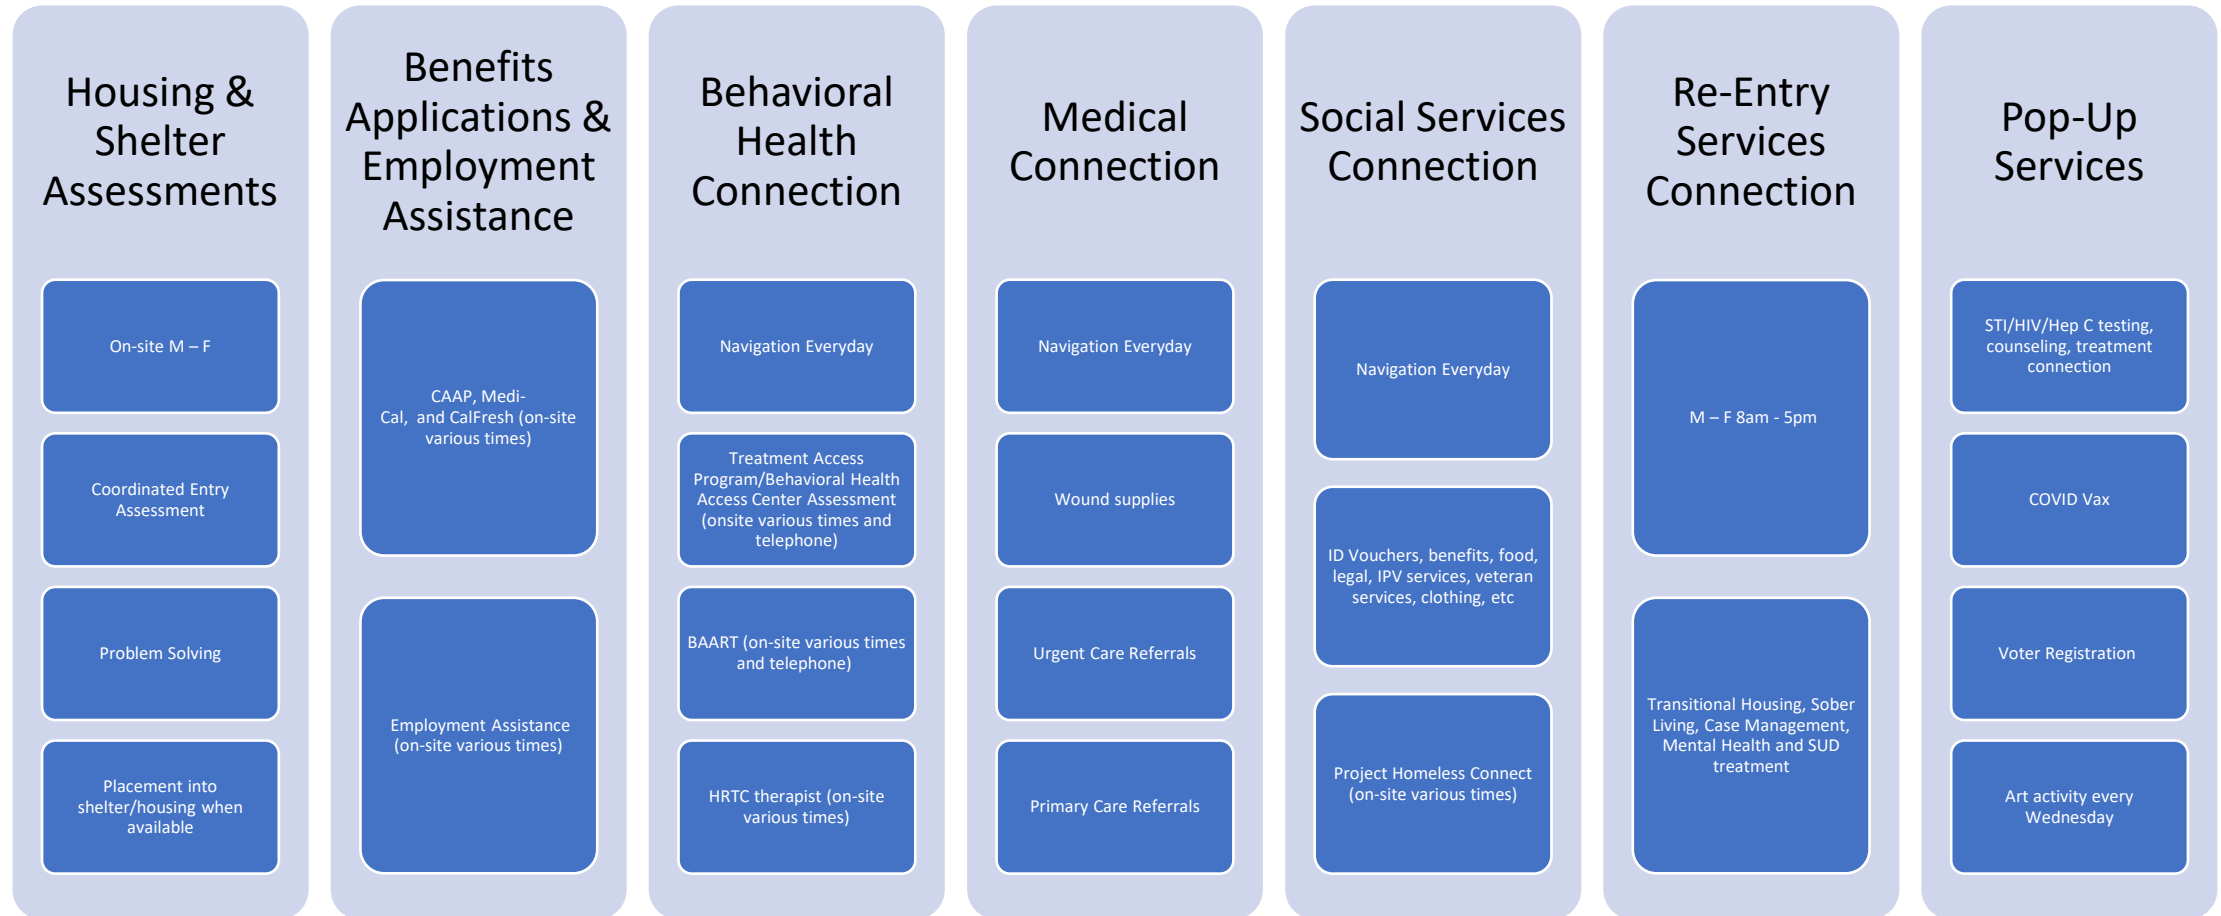 Housing &
Shelter
Assessments
On-site M – F
Coordinated Entry
Assessment
Problem Solving
Placement into
shelter/housing when
available
Benefits
Applications &
Employment
Assistance
CAAP, Medi-
Cal,  and CalFresh (on-site
various times)
Employment Assistance
(on-site various times)
Behavioral
Health
Connection
Navigation Everyday
Treatment Access
Program/Behavioral Health
Access Center Assessment
(onsite various times and
telephone)
BAART (on-site various times
and telephone)
HRTC therapist (on-site
various times)
Medical
Connection
Navigation Everyday
Wound supplies
Urgent Care Referrals
Primary Care Referrals
Social Services
Connection
Navigation Everyday
ID Vouchers, benefits, food,
legal, IPV services, veteran
services, clothing, etc
Project Homeless Connect
(on-site various times)
Re-Entry
Services
Connection
M – F 8am - 5pm
Transitional Housing, Sober
Living, Case Management,
Mental Health and SUD
treatment
Pop-Up
Services
STI/HIV/Hep C testing,
counseling, treatment
connection
COVID Vax
Voter Registration
Art activity every
Wednesday